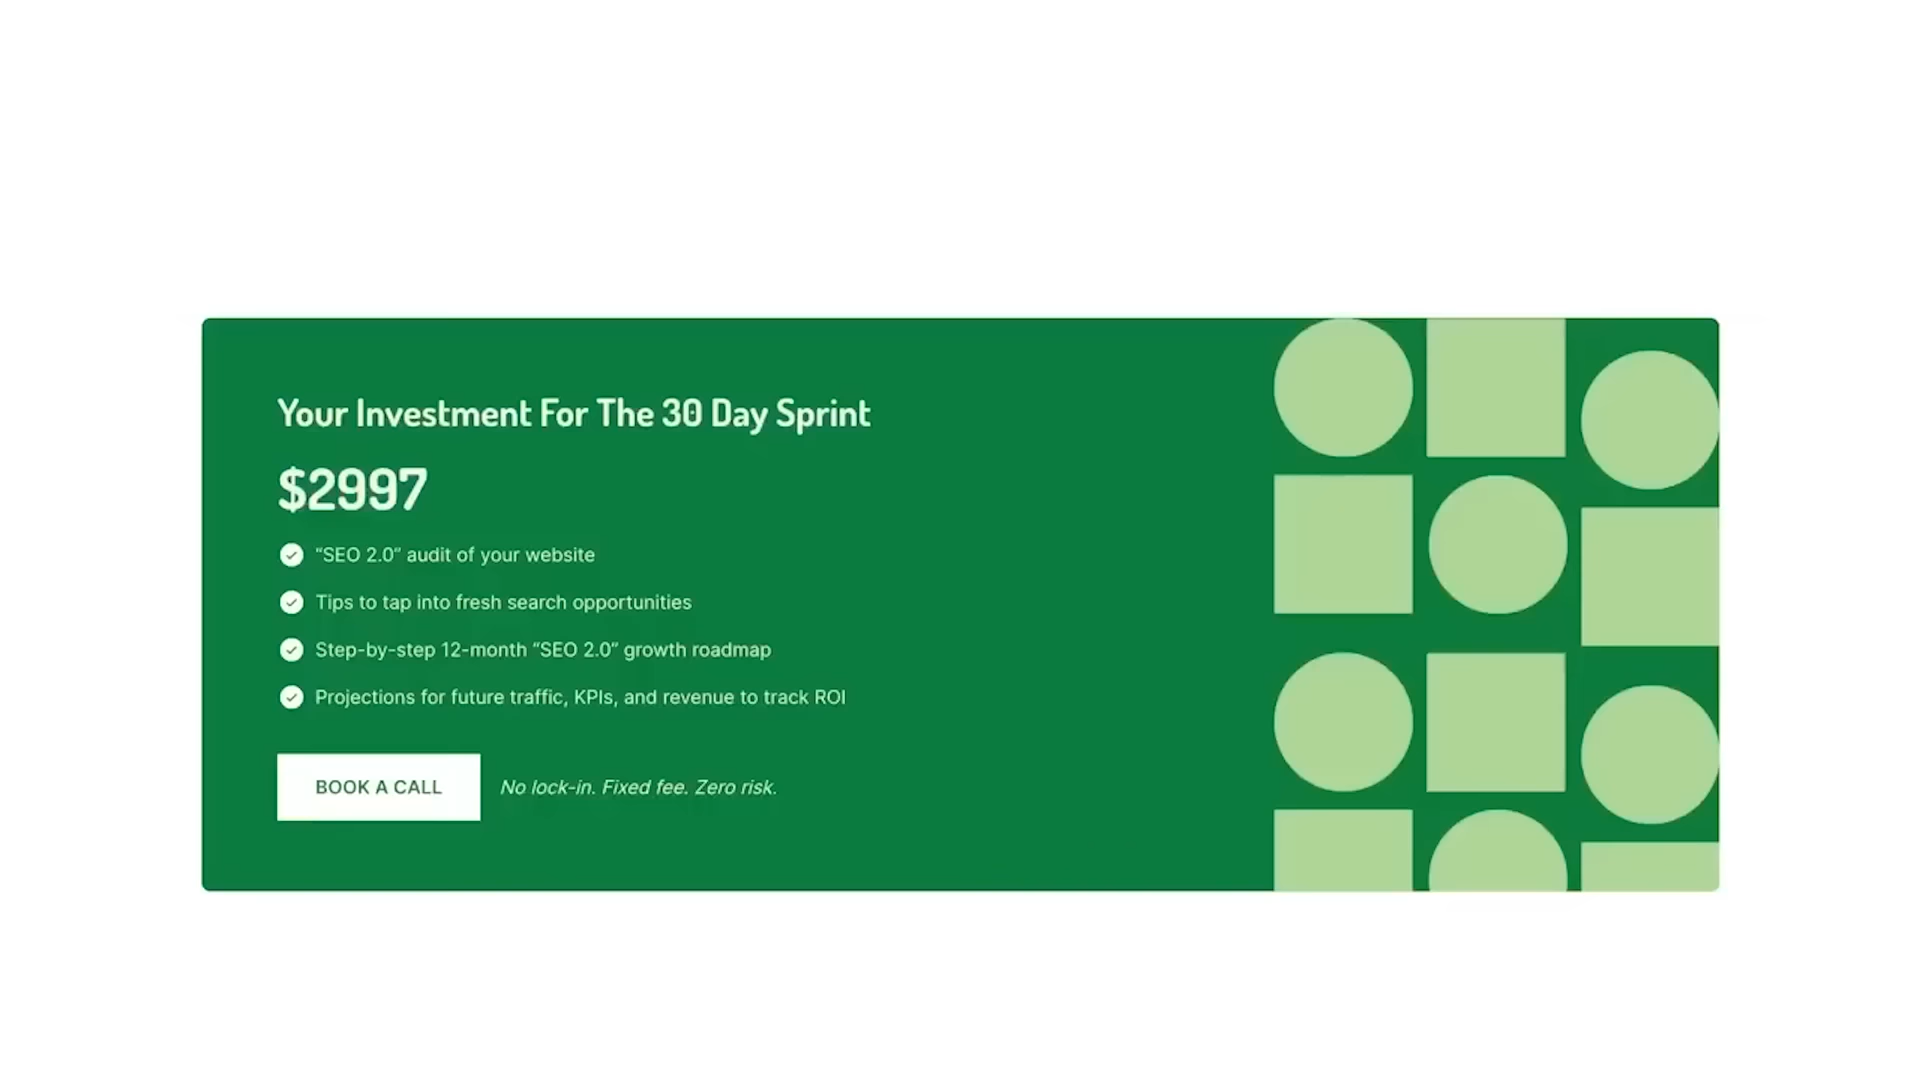 Your Investment For The 30 Day Sprint
$2997
“SEO 2.0” audit of your website
Tips to tap into fresh search opportunities
Step-by-step 12-month “SEO 2.0” growth roadmap
Projections for future traffic, KPIs, and revenue to track ROI
BOOK A CALL
No lock-in. Fixed fee. Zero risk.